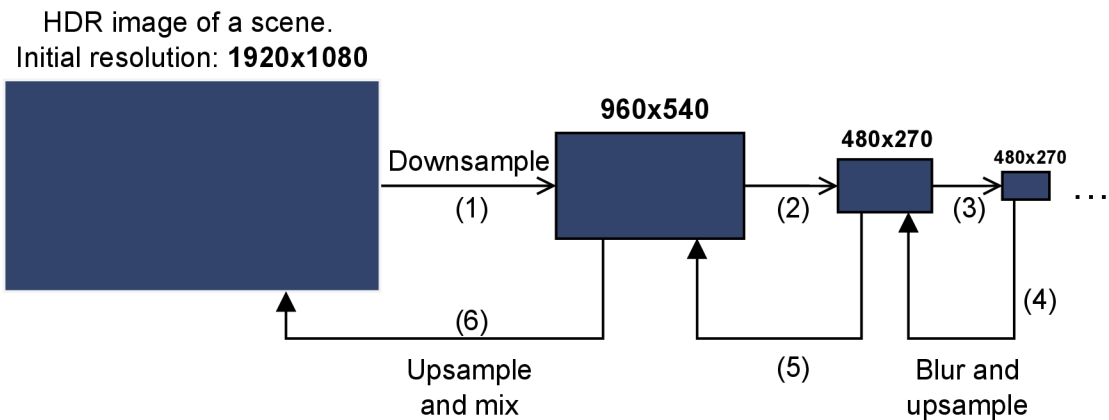 HDR image of a scene.
Initial resolution: 1920x1080
960x540
480x270
480x270
Downsample
(1)
(2)
(3)
...
(4)
(6)
(5)
Upsample
and mix
Blur and
upsample